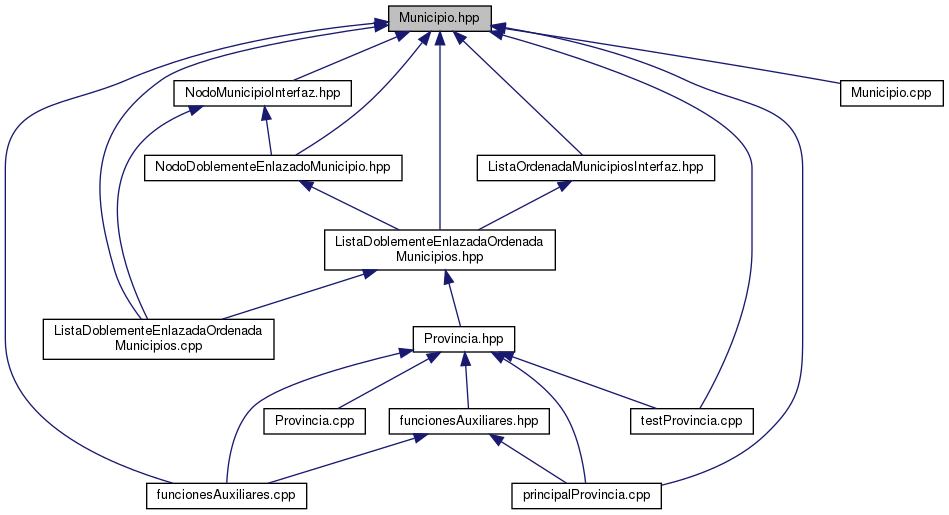 Municipio.hpp
NodoMunicipioInterfaz.hpp
Municipio.cpp
NodoDoblementeEnlazadoMunicipio.hpp
ListaOrdenadaMunicipiosInterfaz.hpp
ListaDoblementeEnlazadaOrdenada
Municipios.hpp
ListaDoblementeEnlazadaOrdenada
Municipios.cpp
Provincia.hpp
Provincia.cpp
funcionesAuxiliares.hpp
testProvincia.cpp
funcionesAuxiliares.cpp
principalProvincia.cpp